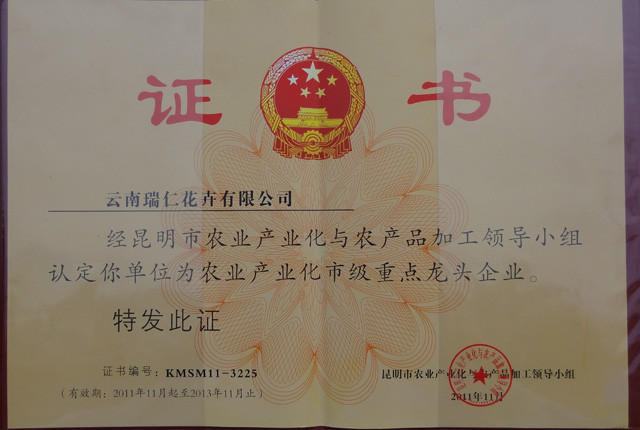 证书
云南瑞仁花卉有限公司
经昆明市农业产业化与农产品加工领导小组
认定你单位为农业产业化市级重点龙头企业。
特发此证
证书编号：KMSM11-3225
（有效期：2011年11月起至2013年11月止）
昆明市农业产业化与农产品加工领导小组
2011年11月